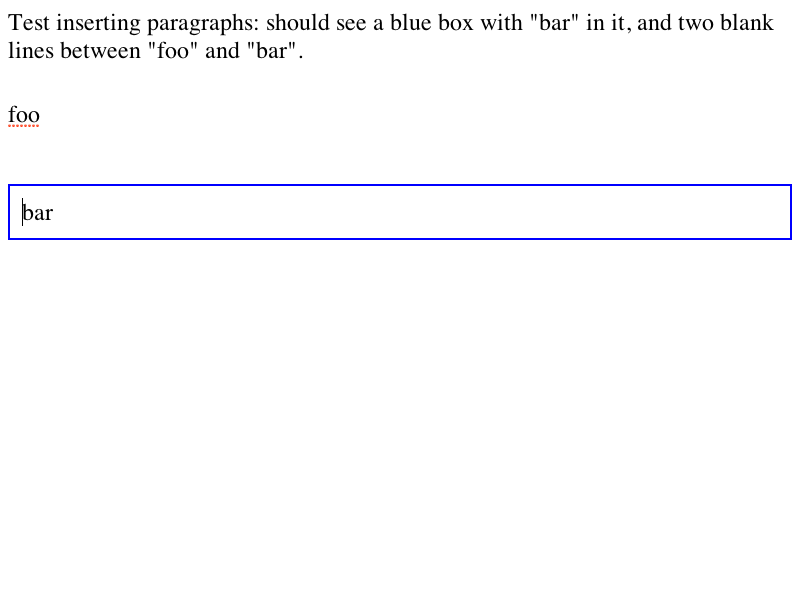 Test inserting paragraphs: should see a blue box with "bar" in it, and two blank
lines between "foo" and "bar".
foo
bar